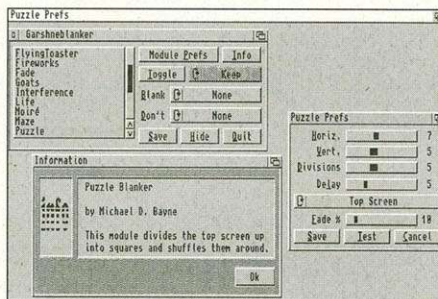 Puzzle Prefs
Garshneblanker
FlyingToaster
Fireworks
Fade
Goats
Interference
Life
Moiré
Maze
Puzzle
Module Prefs
Info
Toggle
Keep
Blank
None
Don't
None
Save
Hide
Quit
Information
Info
Puzzle Blanker
by Michael D. Bayne
This module divides the top screen up
into squares and shuffles them around.
Ok
Puzzle Prefs
Horiz. 7
Vert. 5
Divisions 5
Delay 5
Top Screen
Fade % 10
Save
Test
Cancel